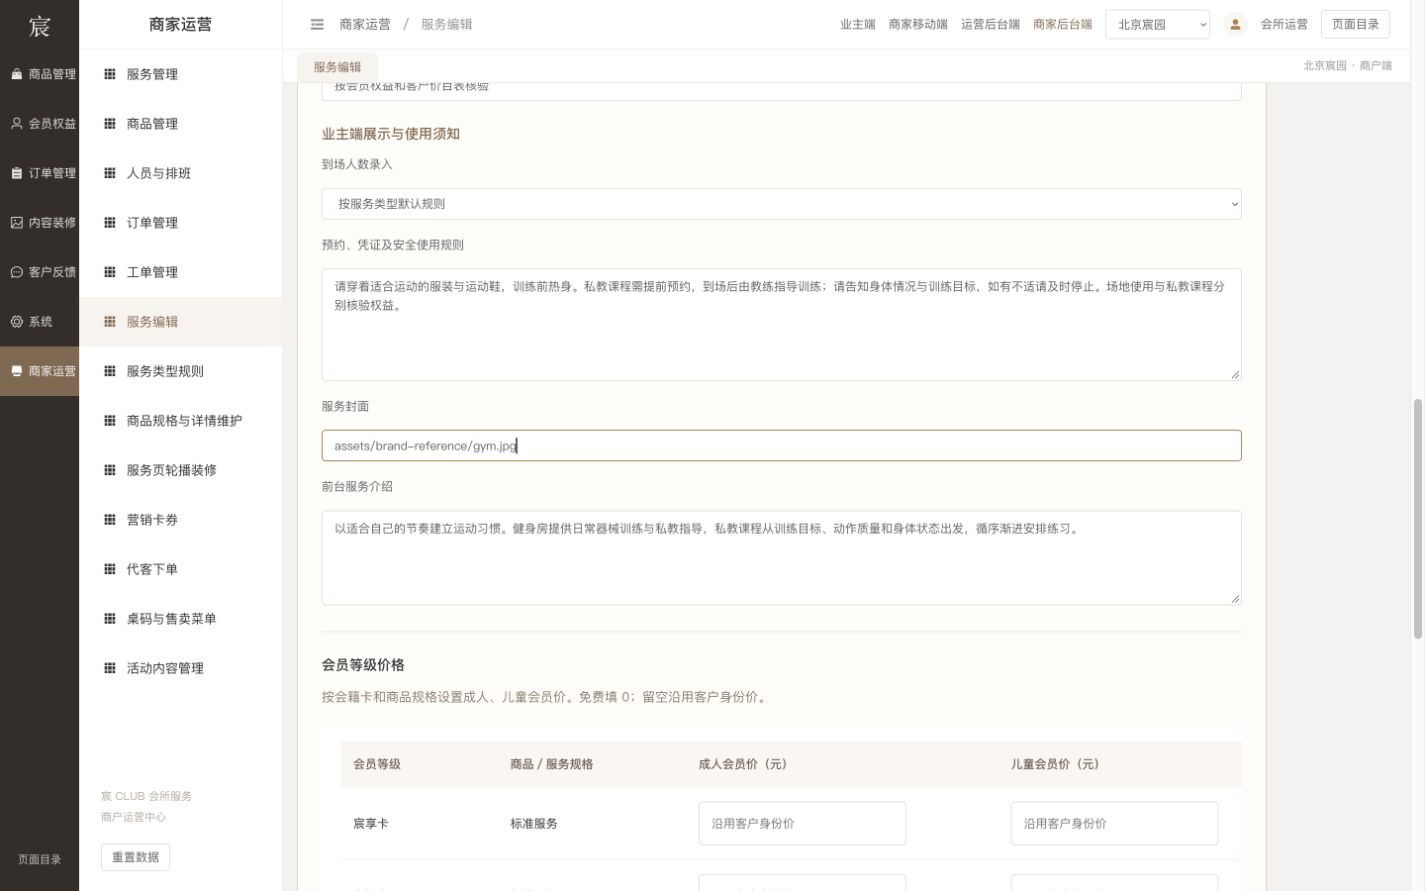 宸
商品管理
会员权益
订单管理
内容装修
客户反馈
系统
商家运营
页面目录
商家运营
服务管理
商品管理
人员与排班
订单管理
工单管理
服务编辑
服务类型规则
商品规格与详情维护
服务页轮播装修
营销卡券
代客下单
桌码与售卖菜单
活动内容管理
宸 CLUB 会所服务
商户运营中心
重置数据
商家运营 / 服务编辑
业主端 商家移动端 运营后台端 商家后台端 北京宸园 会所运营 页面目录
服务编辑
北京宸园 · 商户端
按会员权益和客户价目表核验
业主端展示与使用须知
到场人数录入
按服务类型默认规则
预约、凭证及安全使用规则
请穿着适合运动的服装与运动鞋，训练前热身。私教课程需提前预约，到场后由教练指导训练；请告知身体情况与训练目标，如有不适请及时停止。场地使用与私教课程分
别核验权益。
服务封面
assets/brand-reference/gym.jpg
前台服务介绍
以适合自己的节奏建立运动习惯。健身房提供日常器械训练与私教指导，私教课程从训练目标、动作质量和身体状态出发，循序渐进安排练习。
会员等级价格
按会籍卡和商品规格设置成人、儿童会员价。免费填 0；留空沿用客户身份价。
会员等级 商品 / 服务规格 成人会员价（元） 儿童会员价（元）
宸享卡 标准服务 沿用客户身份价 沿用客户身份价